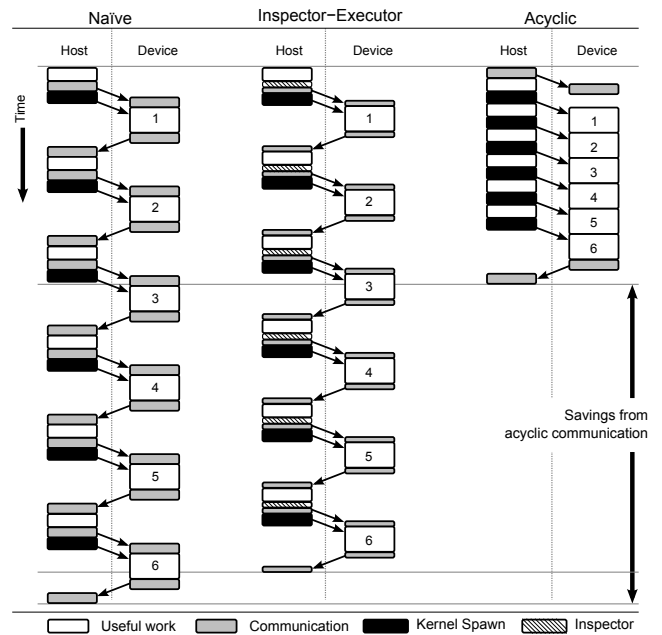 Naïve Inspector−Executor Acyclic
Host Device Host Device Host Device
Time
1 1 1
2
3
2 2 4
5
6
3 3
4 4
Savings from
acyclic communication
5 5
6 6
Useful work Communication Kernel Spawn Inspector